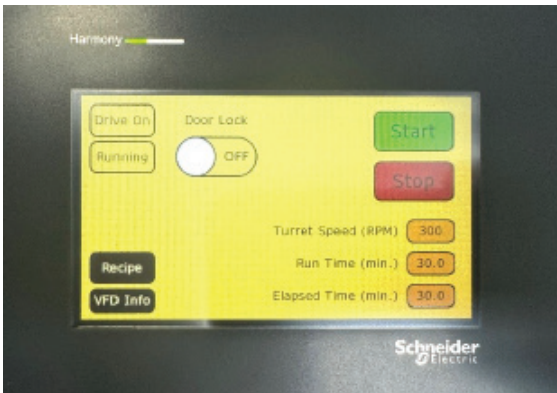 Harmony
Drive On
Door Lock
Start
Running
OFF
Stop
Turret Speed (RPM) 300
Recipe
Run Time (min.) 30.0
VFD Info
Elapsed Time (min.) 30.0
Schneider
Electric